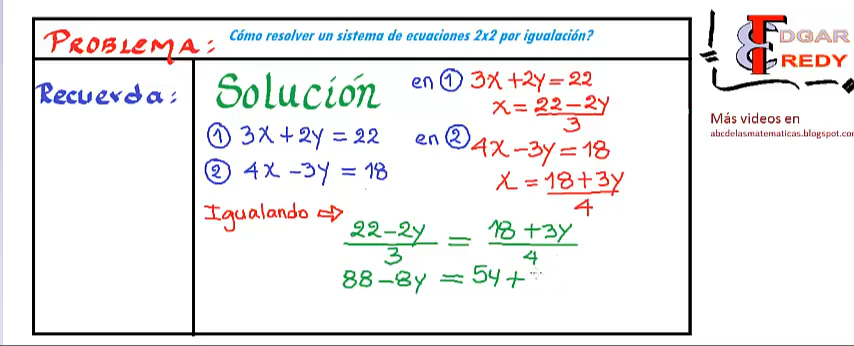 PROBLEMA: Cómo resolver un sistema de ecuaciones 2x2 por igualación?
EDGAR
FREDY
Más videos en
abcdelasmatematicas.blogspot.com
Recuerda:
Solución
① 3x+2y=22
② 4x-3y=18
en ① 3x+2y=22
x=22-2y
3
en ② 4x-3y=18
x=18+3y
4
Igualando ⇨
22-2y = 18+3y
3 4
88-8y=54+